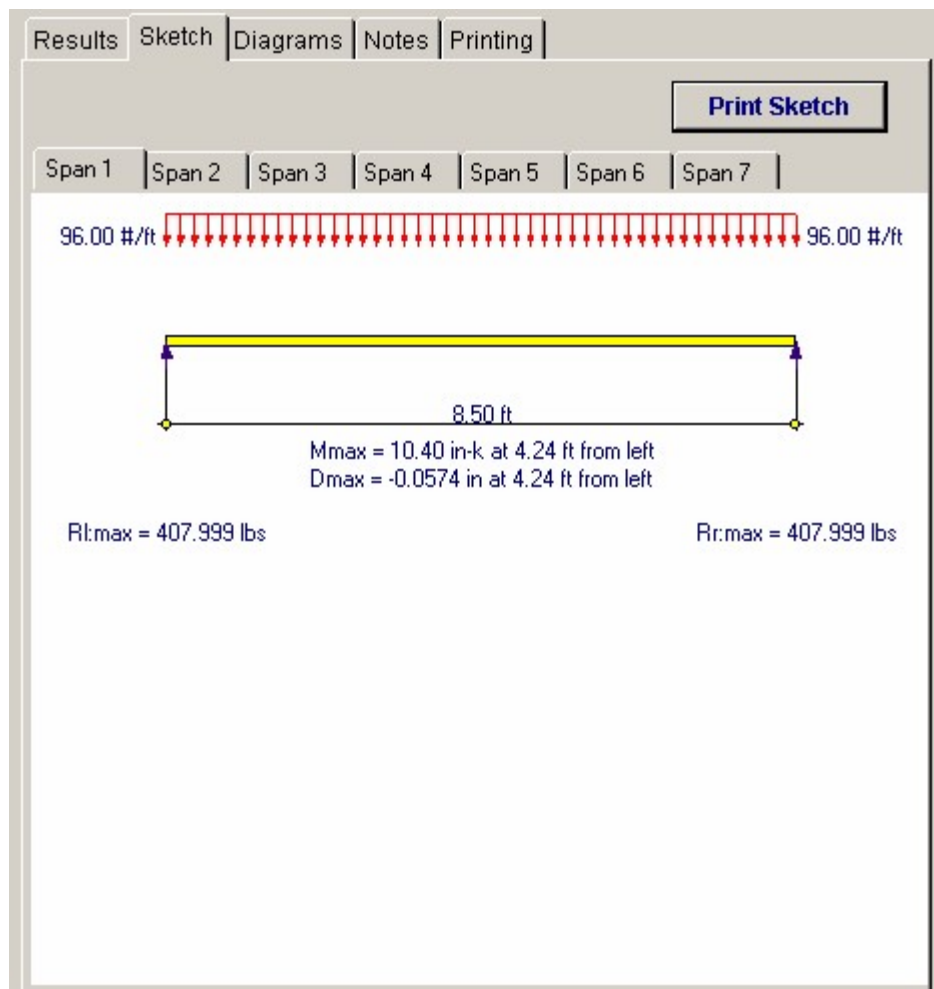 Results Sketch Diagrams Notes Printing
Print Sketch
Span 1 Span 2 Span 3 Span 4 Span 5 Span 6 Span 7
96.00 #/ft 96.00 #/ft
8.50 ft
Mmax = 10.40 in-k at 4.24 ft from left
Dmax = -0.0574 in at 4.24 ft from left
Rl:max = 407.999 lbs Rr:max = 407.999 lbs